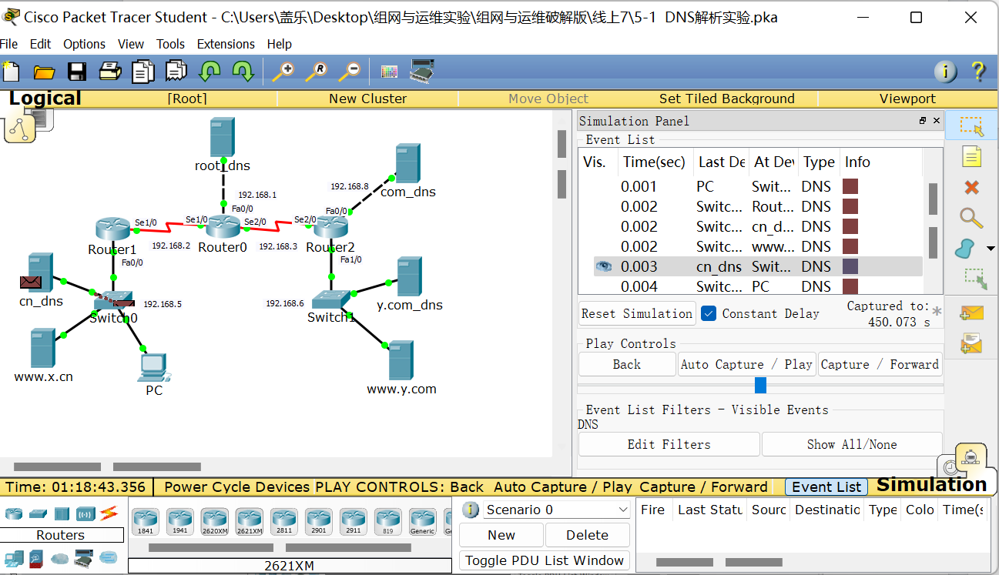 Cisco Packet Tracer Student - C:\Users\盖乐\Desktop\组网与运维实验\组网与运维破解版\线上7\5-1 DNS解析实验.pka
File Edit Options View Tools Extensions Help
Logical [Root] New Cluster Move Object Set Tiled Background Viewport
root_dns
com_dns
192.168.1
192.168.8
Fa0/0
Fa0/0
Se1/0
Se1/0
Se2/0
Se2/0
Router1
192.168.2
Router0
192.168.3
Router2
Fa0/0
Fa1/0
cn_dns
192.168.5
Switch0
192.168.6
Switch1
y.com_dns
www.x.cn
PC
www.y.com
Simulation Panel
Event List
Vis. Time(sec) Last De At Dev Type Info
0.001 PC Swit... DNS
0.002 Switc... Rout... DNS
0.002 Switc... cn_d... DNS
0.002 Switc... www... DNS
0.003 cn_dns Swit... DNS
0.004 Switc... PC DNS
Reset Simulation Constant Delay Captured to: *
450.073 s
Play Controls
Back Auto Capture / Play Capture / Forward
Event List Filters - Visible Events
DNS
Edit Filters Show All/None
Time: 01:18:43.356 Power Cycle Devices PLAY CONTROLS: Back Auto Capture / Play Capture / Forward Event List Simulation
Routers
1841 1941 2620XM 2621XM 2811 2901 2911 819 Generic
2621XM
Scenario 0
New Delete
Toggle PDU List Window
Fire Last Statu Sourc Destinatio Type Colo Time(s